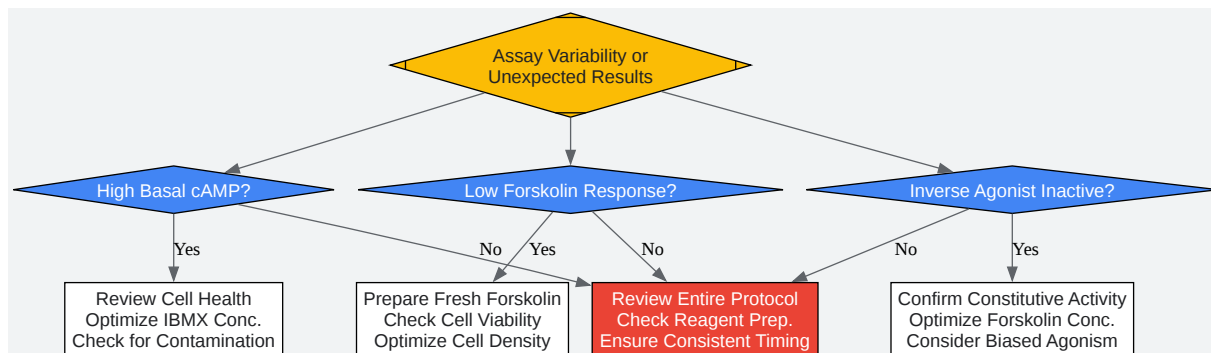 Assay Variability or
Unexpected Results
High Basal cAMP?
Low Forskolin Response?
Inverse Agonist Inactive?
Yes
No
Yes
No
No
Yes
Review Cell Health
Optimize IBMX Conc.
Check for Contamination
Prepare Fresh Forskolin
Check Cell Viability
Optimize Cell Density
Review Entire Protocol
Check Reagent Prep.
Ensure Consistent Timing
Confirm Constitutive Activity
Optimize Forskolin Conc.
Consider Biased Agonism